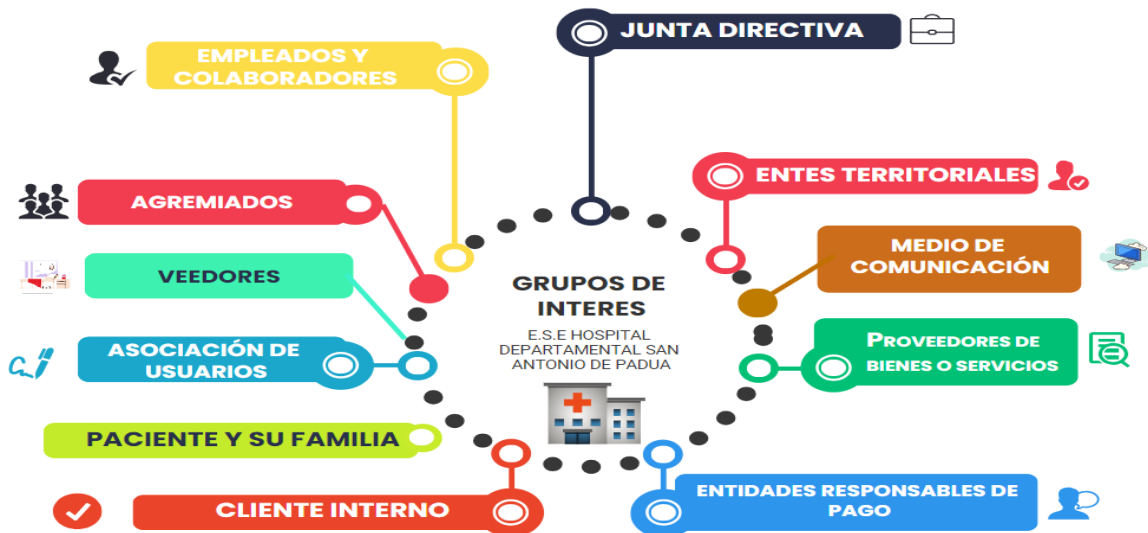 JUNTA DIRECTIVA
EMPLEADOS Y
COLABORADORES
ENTES TERRITORIALES
AGREMIADOS
MEDIO DE
COMUNICACIÓN
VEEDORES
GRUPOS DE
INTERES
E.S.E HOSPITAL
DEPARTAMENTAL SAN
ANTONIO DE PADUA
PROVEEDORES DE
BIENES O SERVICIOS
ASOCIACIÓN DE
USUARIOS
PACIENTE Y SU FAMILIA
CLIENTE INTERNO
ENTIDADES RESPONSABLES DE
PAGO